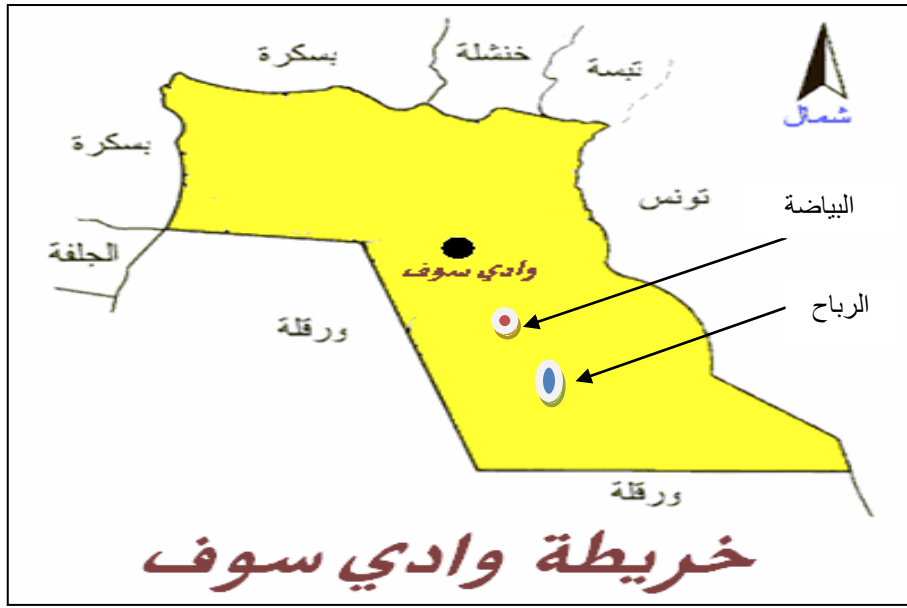 بسكرة
خنشلة
تبسة
شمال
بسكرة
تونس
البياضة
الجلفة
وادي سوف
الرباح
ورقلة
ورقلة
خريطة وادي سوف